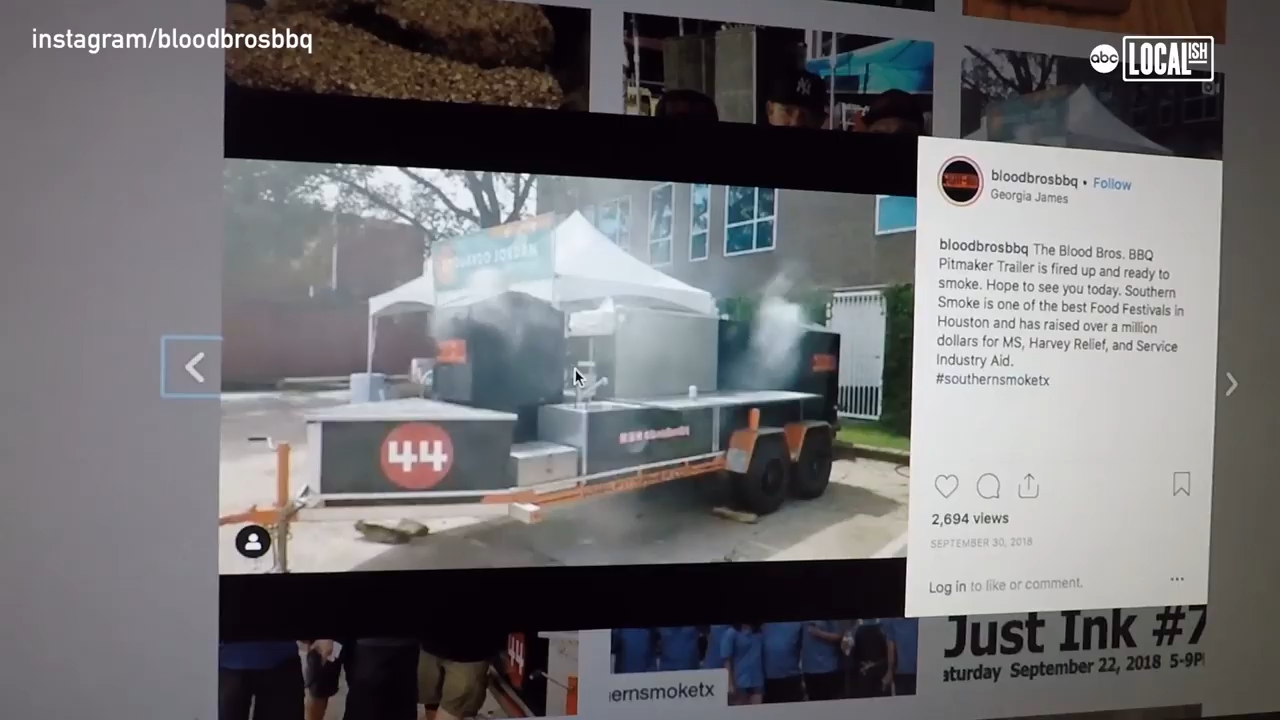 instagram/bloodbrosbbq
abc LOCALISH
bloodbrosbbq • Follow
Georgia James
bloodbrosbbq The Blood Bros. BBQ
Pitmaker Trailer is fired up and ready to
smoke. Hope to see you today. Southern
Smoke is one of the best Food Festivals in
Houston and has raised over a million
dollars for MS, Harvey Relief, and Service
Industry Aid.
#southernsmoketx
44
2,694 views
SEPTEMBER 30, 2018
Log in to like or comment.
44
ernsmoketx
Just Ink #7
aturday September 22, 2018 5-9P